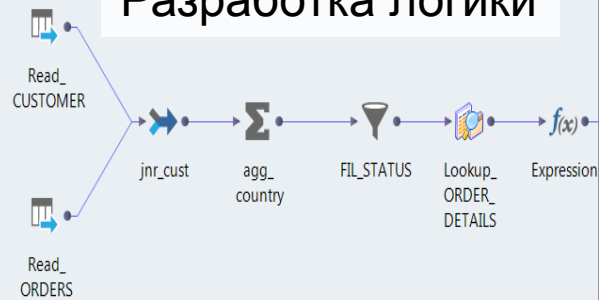 Разработка логики
Read_
CUSTOMER
jnr_cust
agg_
country
FIL_STATUS
Lookup_
ORDER_
DETAILS
f(x)
Expression
Read_
ORDERS